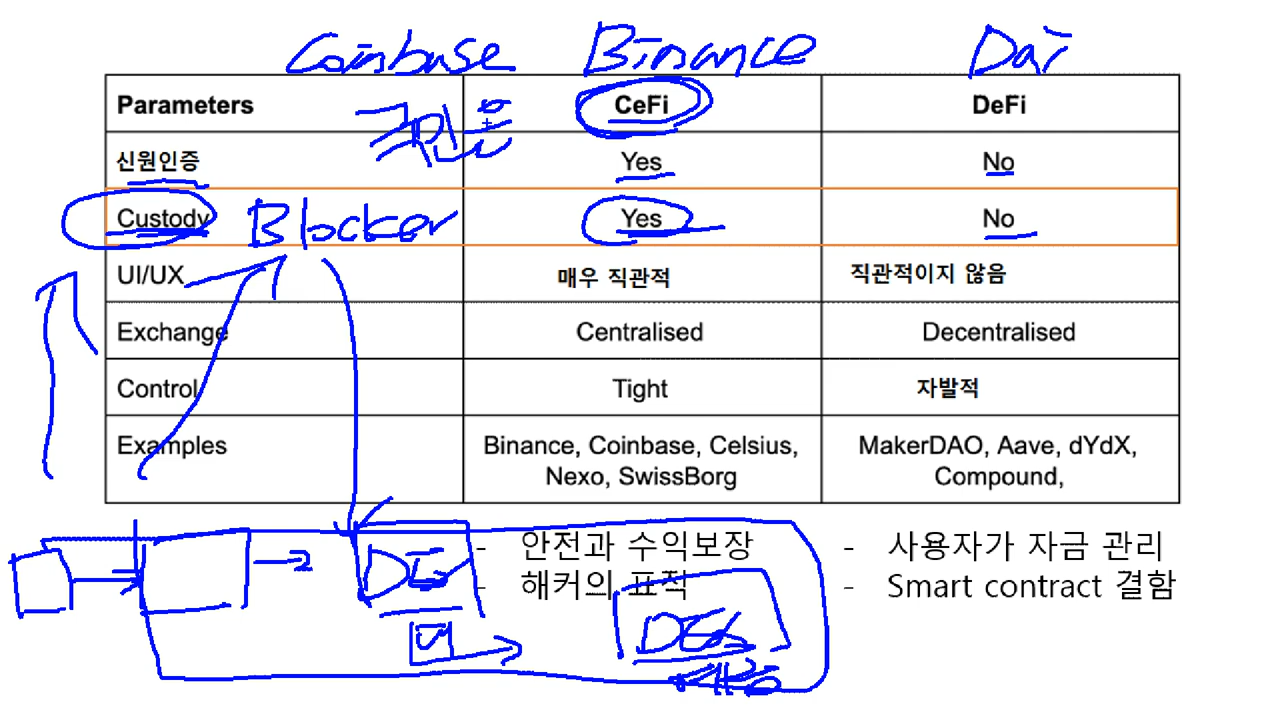 Coinbase Binance Dai
Parameters CeFi DeFi
국민은
신원인증 Yes No
Custody Blocker Yes No
UI/UX 매우 직관적 직관적이지 않음
Exchange Centralised Decentralised
Control Tight 자발적
Examples Binance, Coinbase, Celsius, Nexo, SwissBorg MakerDAO, Aave, dYdX, Compound,
- 안전과 수익보장
- 해커의 표적
- 사용자가 자금 관리
- Smart contract 결함